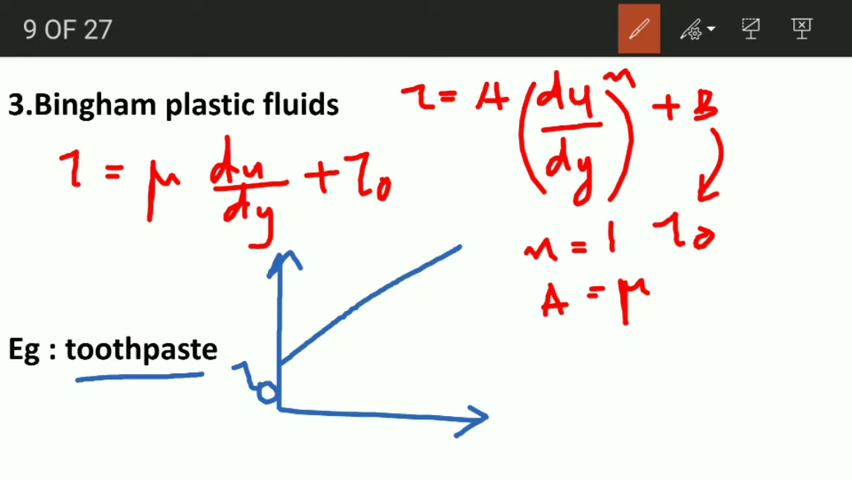 9 OF 27
3.Bingham plastic fluids
τ = A (du/dy)ⁿ + B
τ = μ du/dy + τ₀
n = 1 τ₀
A = μ
Eg : toothpaste
τ₀